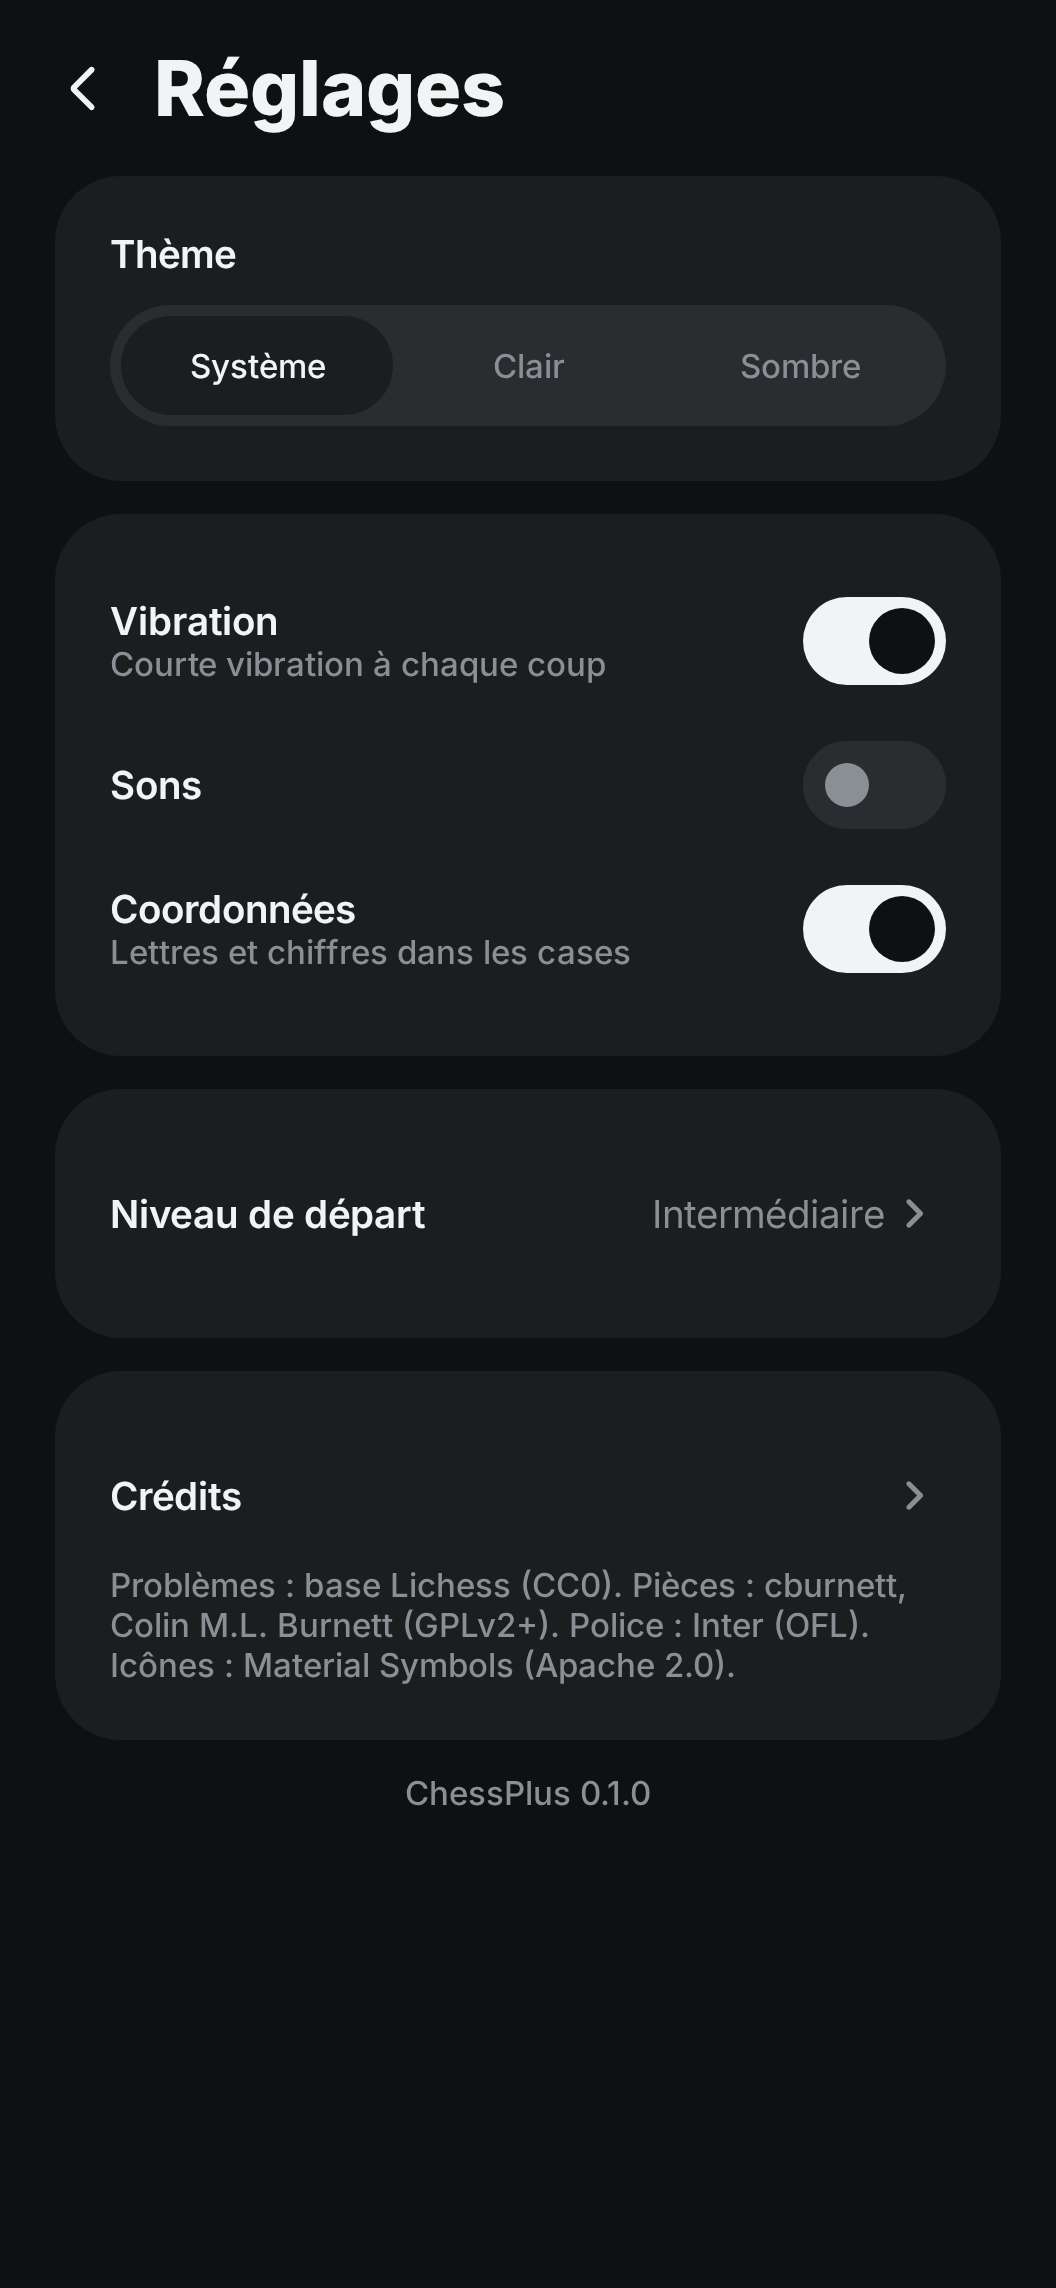 Réglages
Thème
Système
Clair
Sombre
Vibration
Courte vibration à chaque coup
Sons
Coordonnées
Lettres et chiffres dans les cases
Niveau de départ
Intermédiaire
Crédits
Problèmes : base Lichess (CC0). Pièces : cburnett,
Colin M.L. Burnett (GPLv2+). Police : Inter (OFL).
Icônes : Material Symbols (Apache 2.0).
ChessPlus 0.1.0